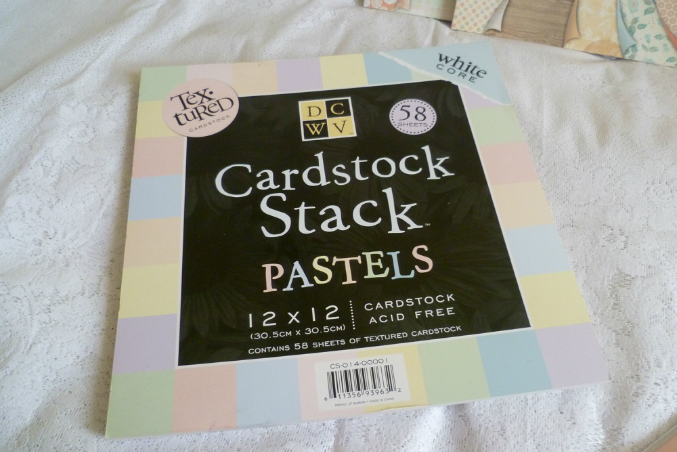 white
CORE
TEX-
TURED
CARDSTOCK
DC
WV
58
SHEETS
Cardstock
Stack™
PASTELS
12 X 12
(30.5CM X 30.5CM)
CARDSTOCK
ACID FREE
CONTAINS 58 SHEETS OF TEXTURED CARDSTOCK
CS-014-00001